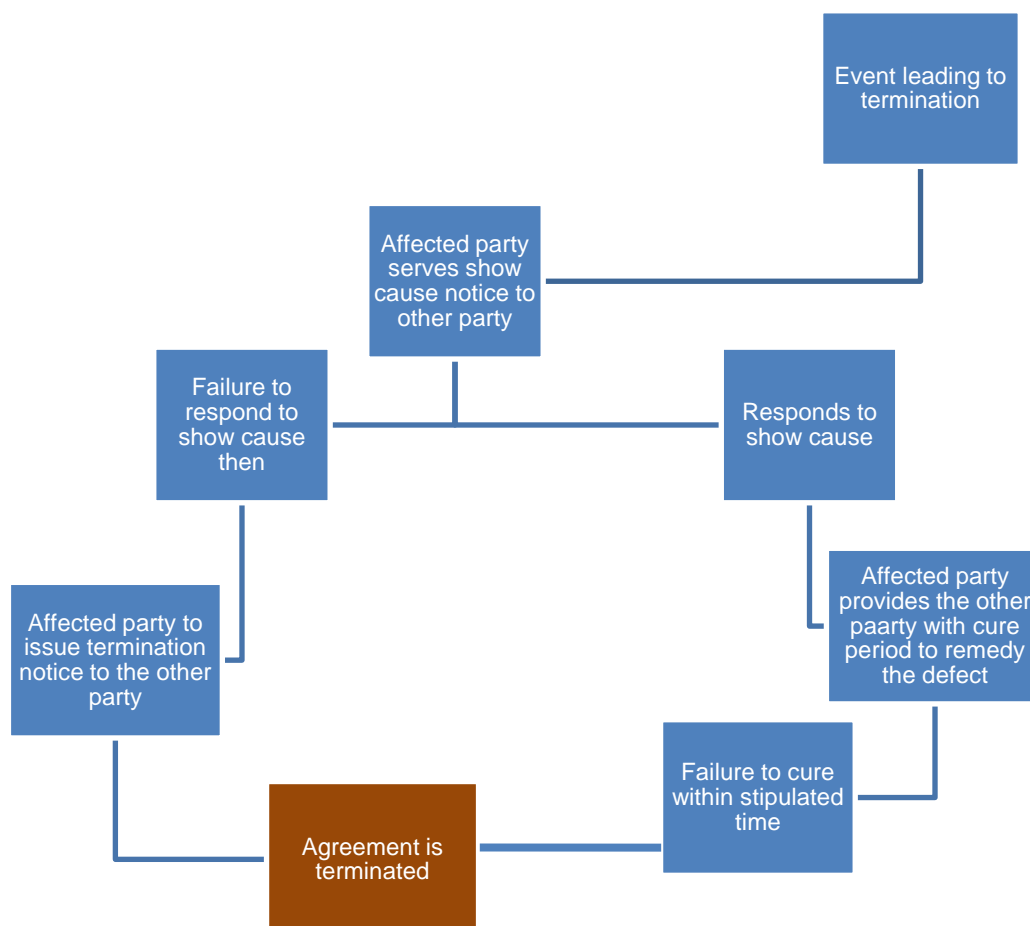 Event leading to
termination
Affected party
serves show
cause notice to
other party
Failure to
respond to
show cause
then
Responds to
show cause
Affected party to
issue termination
notice to the other
party
Affected party
provides the other
paarty with cure
period to remedy
the defect
Failure to cure
within stipulated
time
Agreement is
terminated